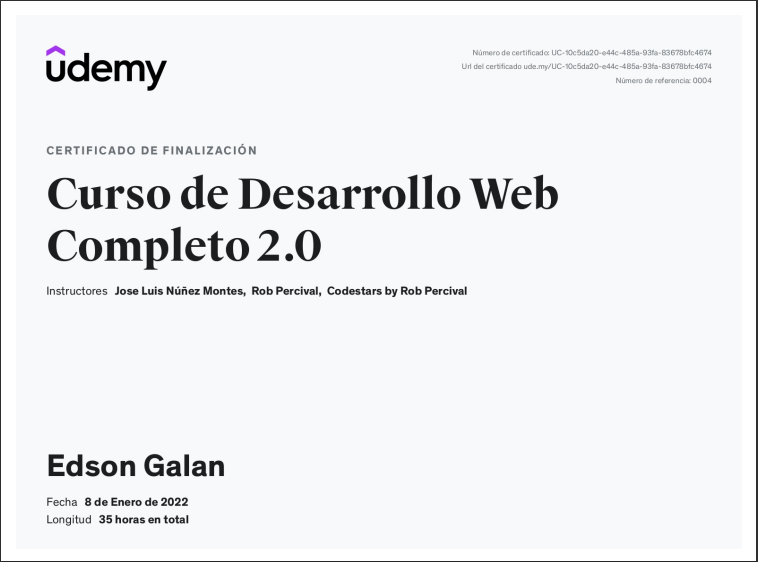 udemy
Número de certificado: UC-10c5da20-e44c-485a-93fa-83678bfc4674
Url del certificado ude.my/UC-10c5da20-e44c-485a-93fa-83678bfc4674
Número de referencia: 0004
CERTIFICADO DE FINALIZACIÓN
Curso de Desarrollo Web
Completo 2.0
Instructores Jose Luis Núñez Montes, Rob Percival, Codestars by Rob Percival
Edson Galan
Fecha 8 de Enero de 2022
Longitud 35 horas en total